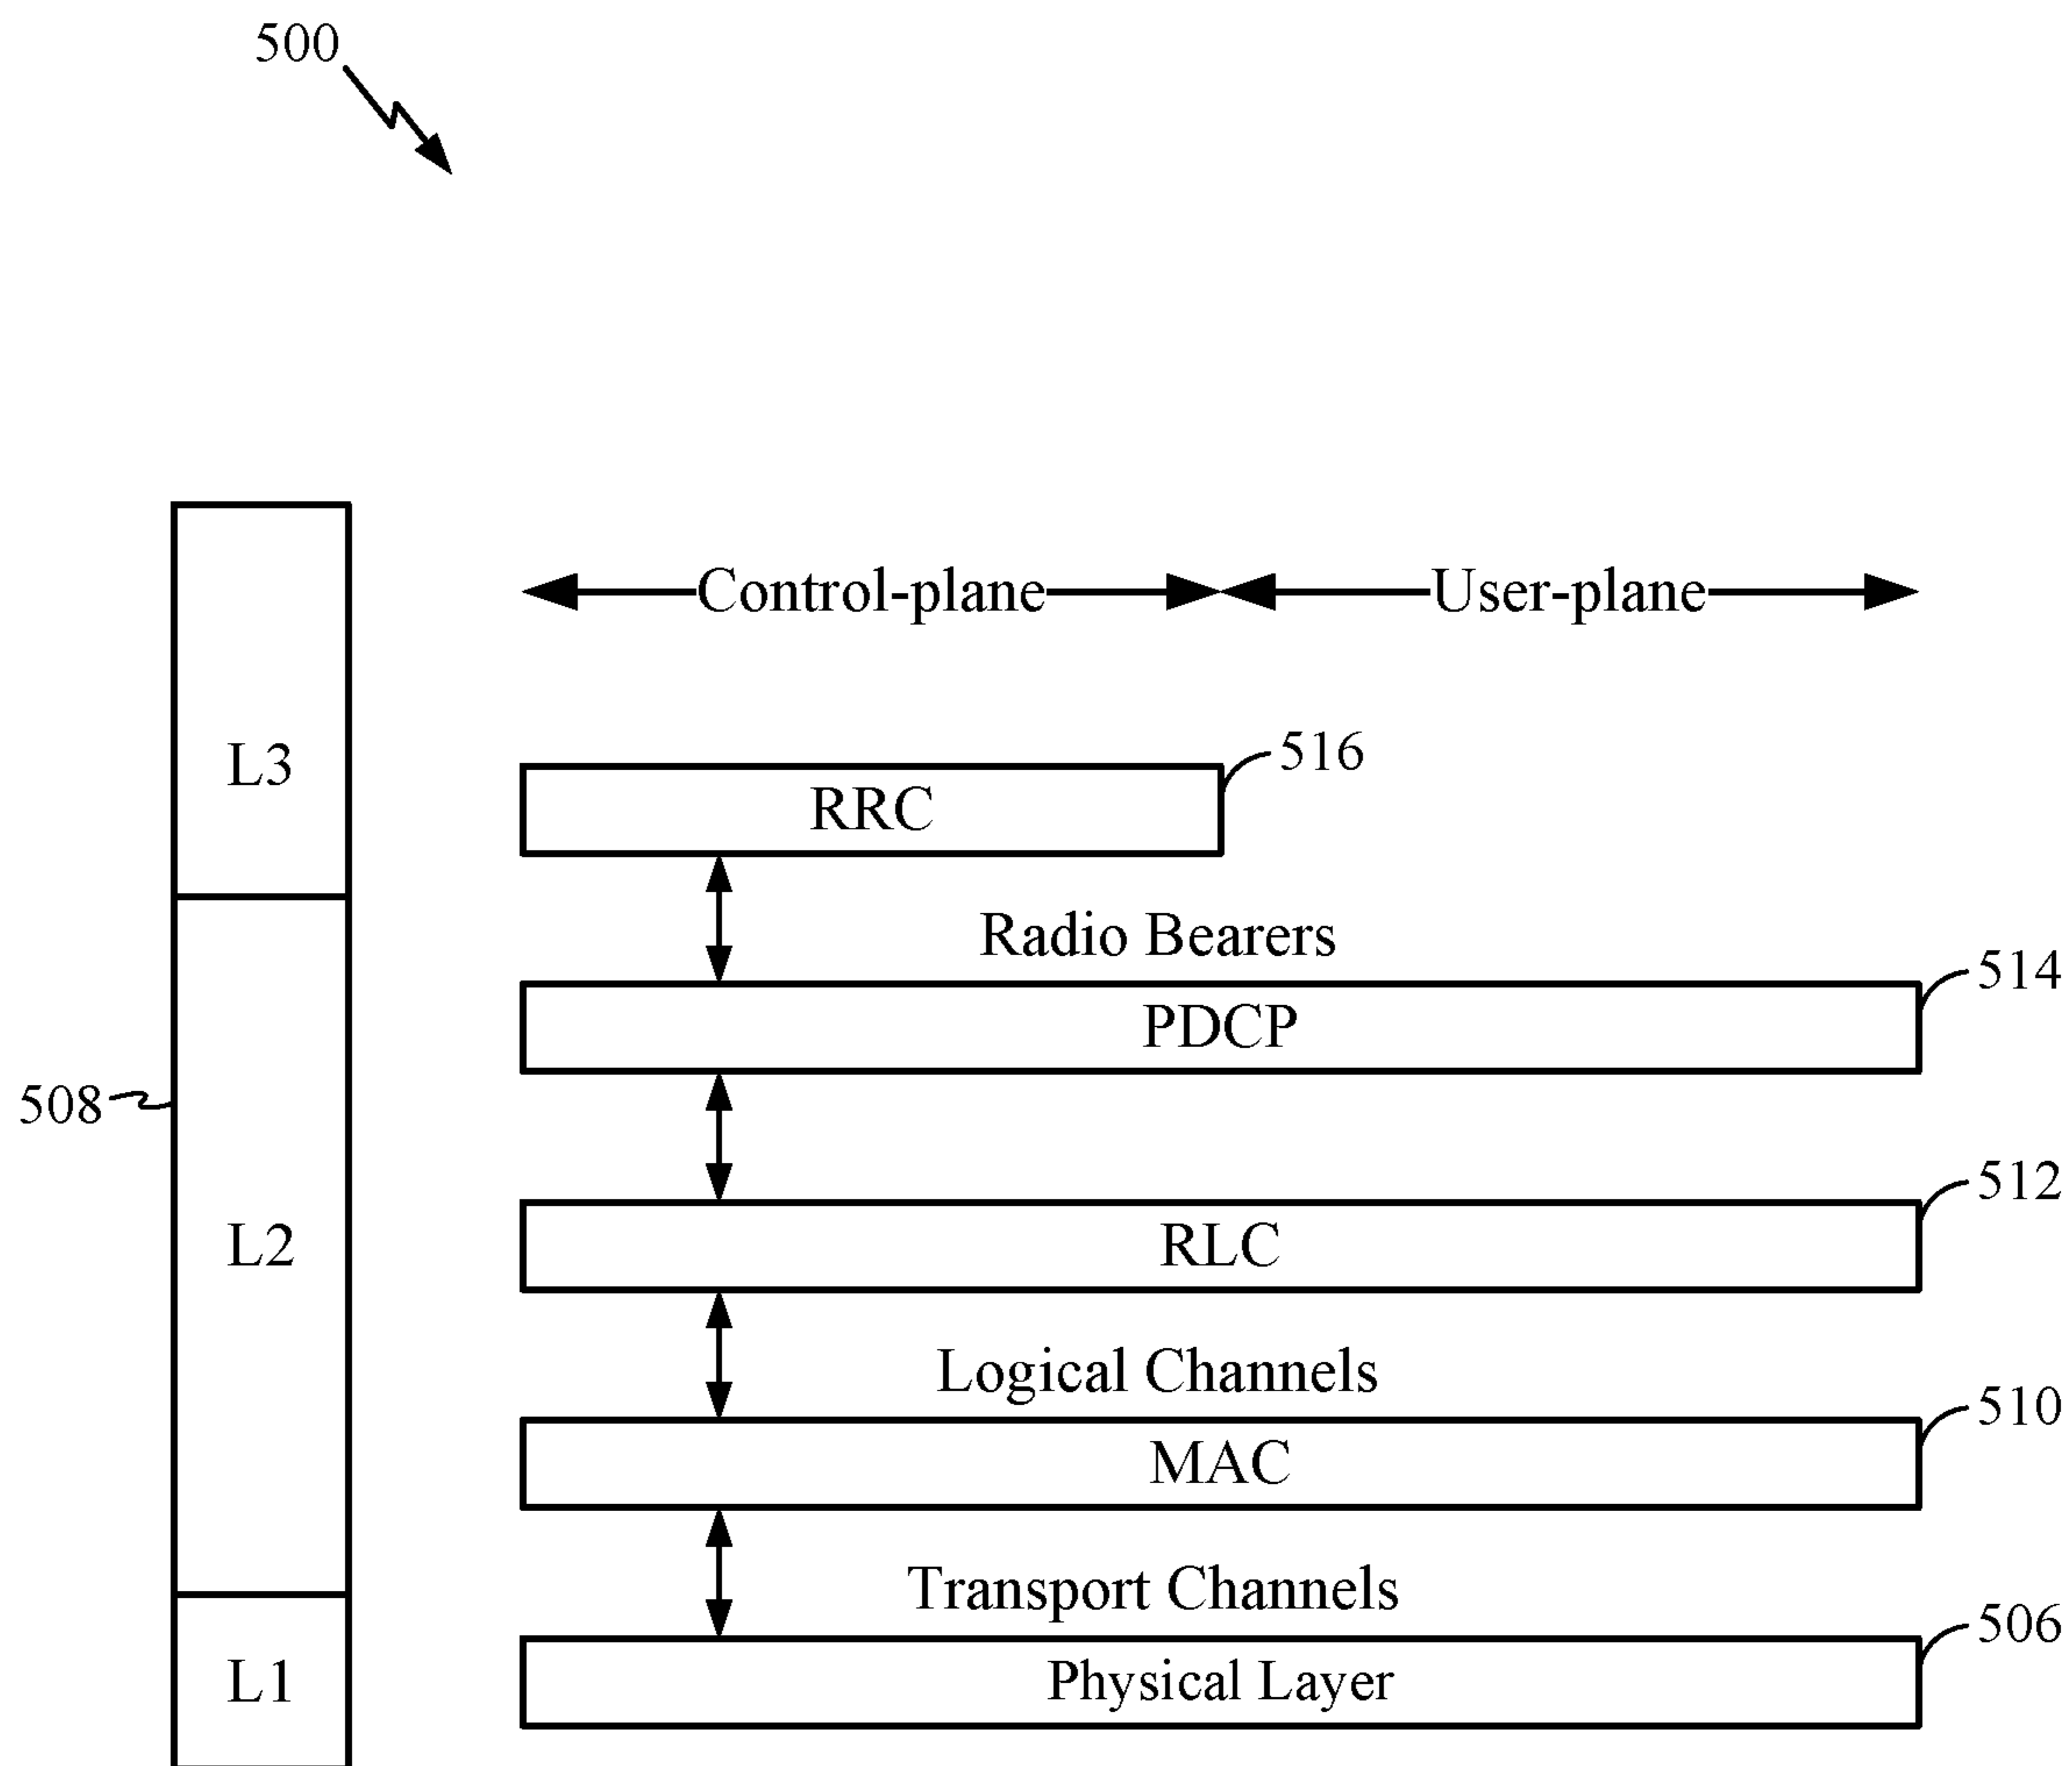 500
Control-plane User-plane
L3
516
RRC
Radio Bearers
514
PDCP
508
512
L2
RLC
Logical Channels
510
MAC
Transport Channels
506
L1
Physical Layer